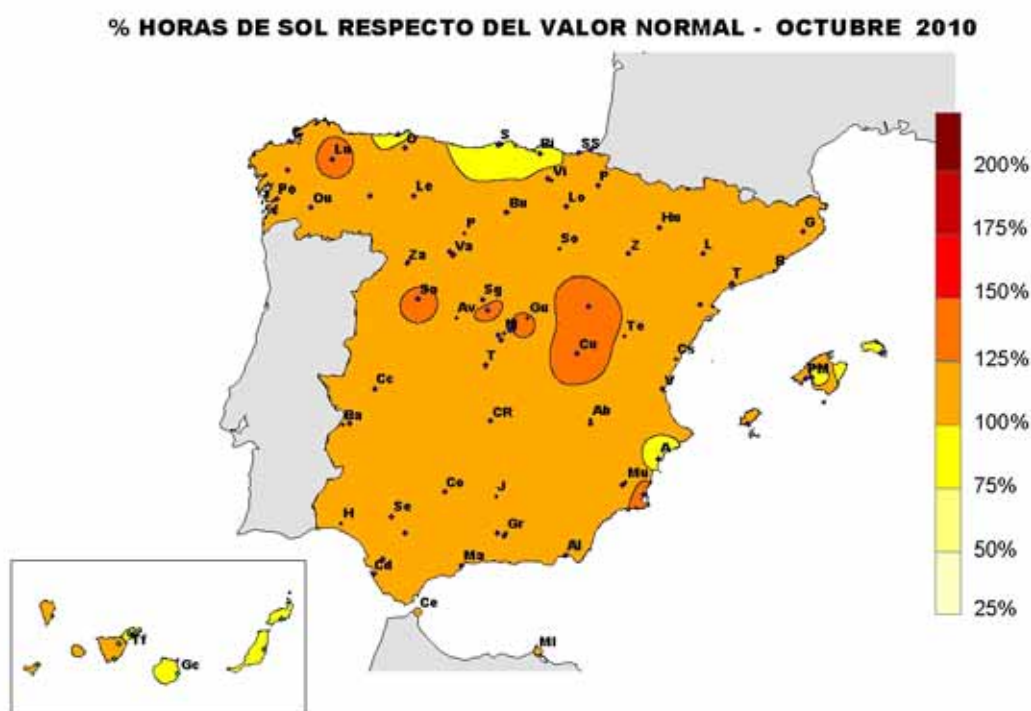 % HORAS DE SOL RESPECTO DEL VALOR NORMAL - OCTUBRE 2010
C Lu O S Bi SS
Po Ou Le Vi P
Bu Lo Hu G
P So Z L B
Za Va T
Sa Sg Av Gu Te
M Cu Cs
T PM
Cc V
Ba CR Ab
A
Mu
Co J
H Se Gr
Cd Ma Al
Ce
Ml
Tf
Gc
200%
175%
150%
125%
100%
75%
50%
25%